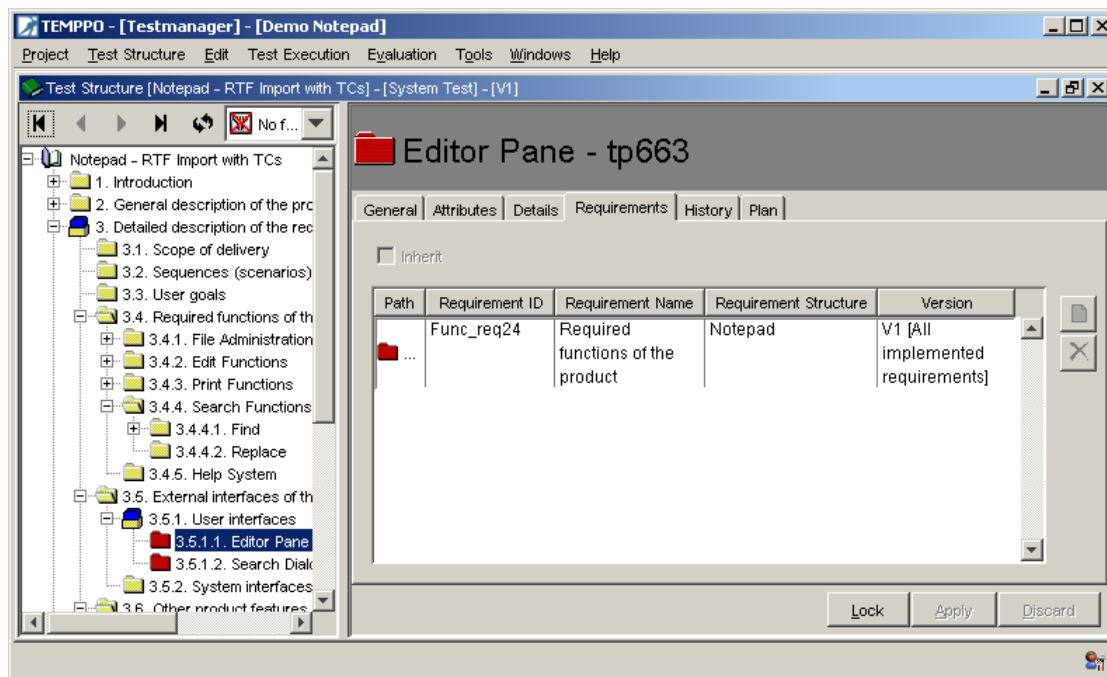 TEMPPO - [Testmanager] - [Demo Notepad]
Project Test Structure Edit Test Execution Evaluation Tools Windows Help
Test Structure [Notepad - RTF Import with TCs] - [System Test] - [V1]
No f...
Notepad - RTF Import with TCs
1. Introduction
2. General description of the prc
3. Detailed description of the rec
3.1. Scope of delivery
3.2. Sequences (scenarios)
3.3. User goals
3.4. Required functions of th
3.4.1. File Administration
3.4.2. Edit Functions
3.4.3. Print Functions
3.4.4. Search Functions
3.4.4.1. Find
3.4.4.2. Replace
3.4.5. Help System
3.5. External interfaces of th
3.5.1. User interfaces
3.5.1.1. Editor Pane
3.5.1.2. Search Dialo
3.5.2. System interfaces
3.6. Other product features
Editor Pane - tp663
General Attributes Details Requirements History Plan
Inherit
Path Requirement ID Requirement Name Requirement Structure Version
... Func_req24 Required Notepad V1 [All
functions of the implemented
product requirements]
Lock Apply Discard